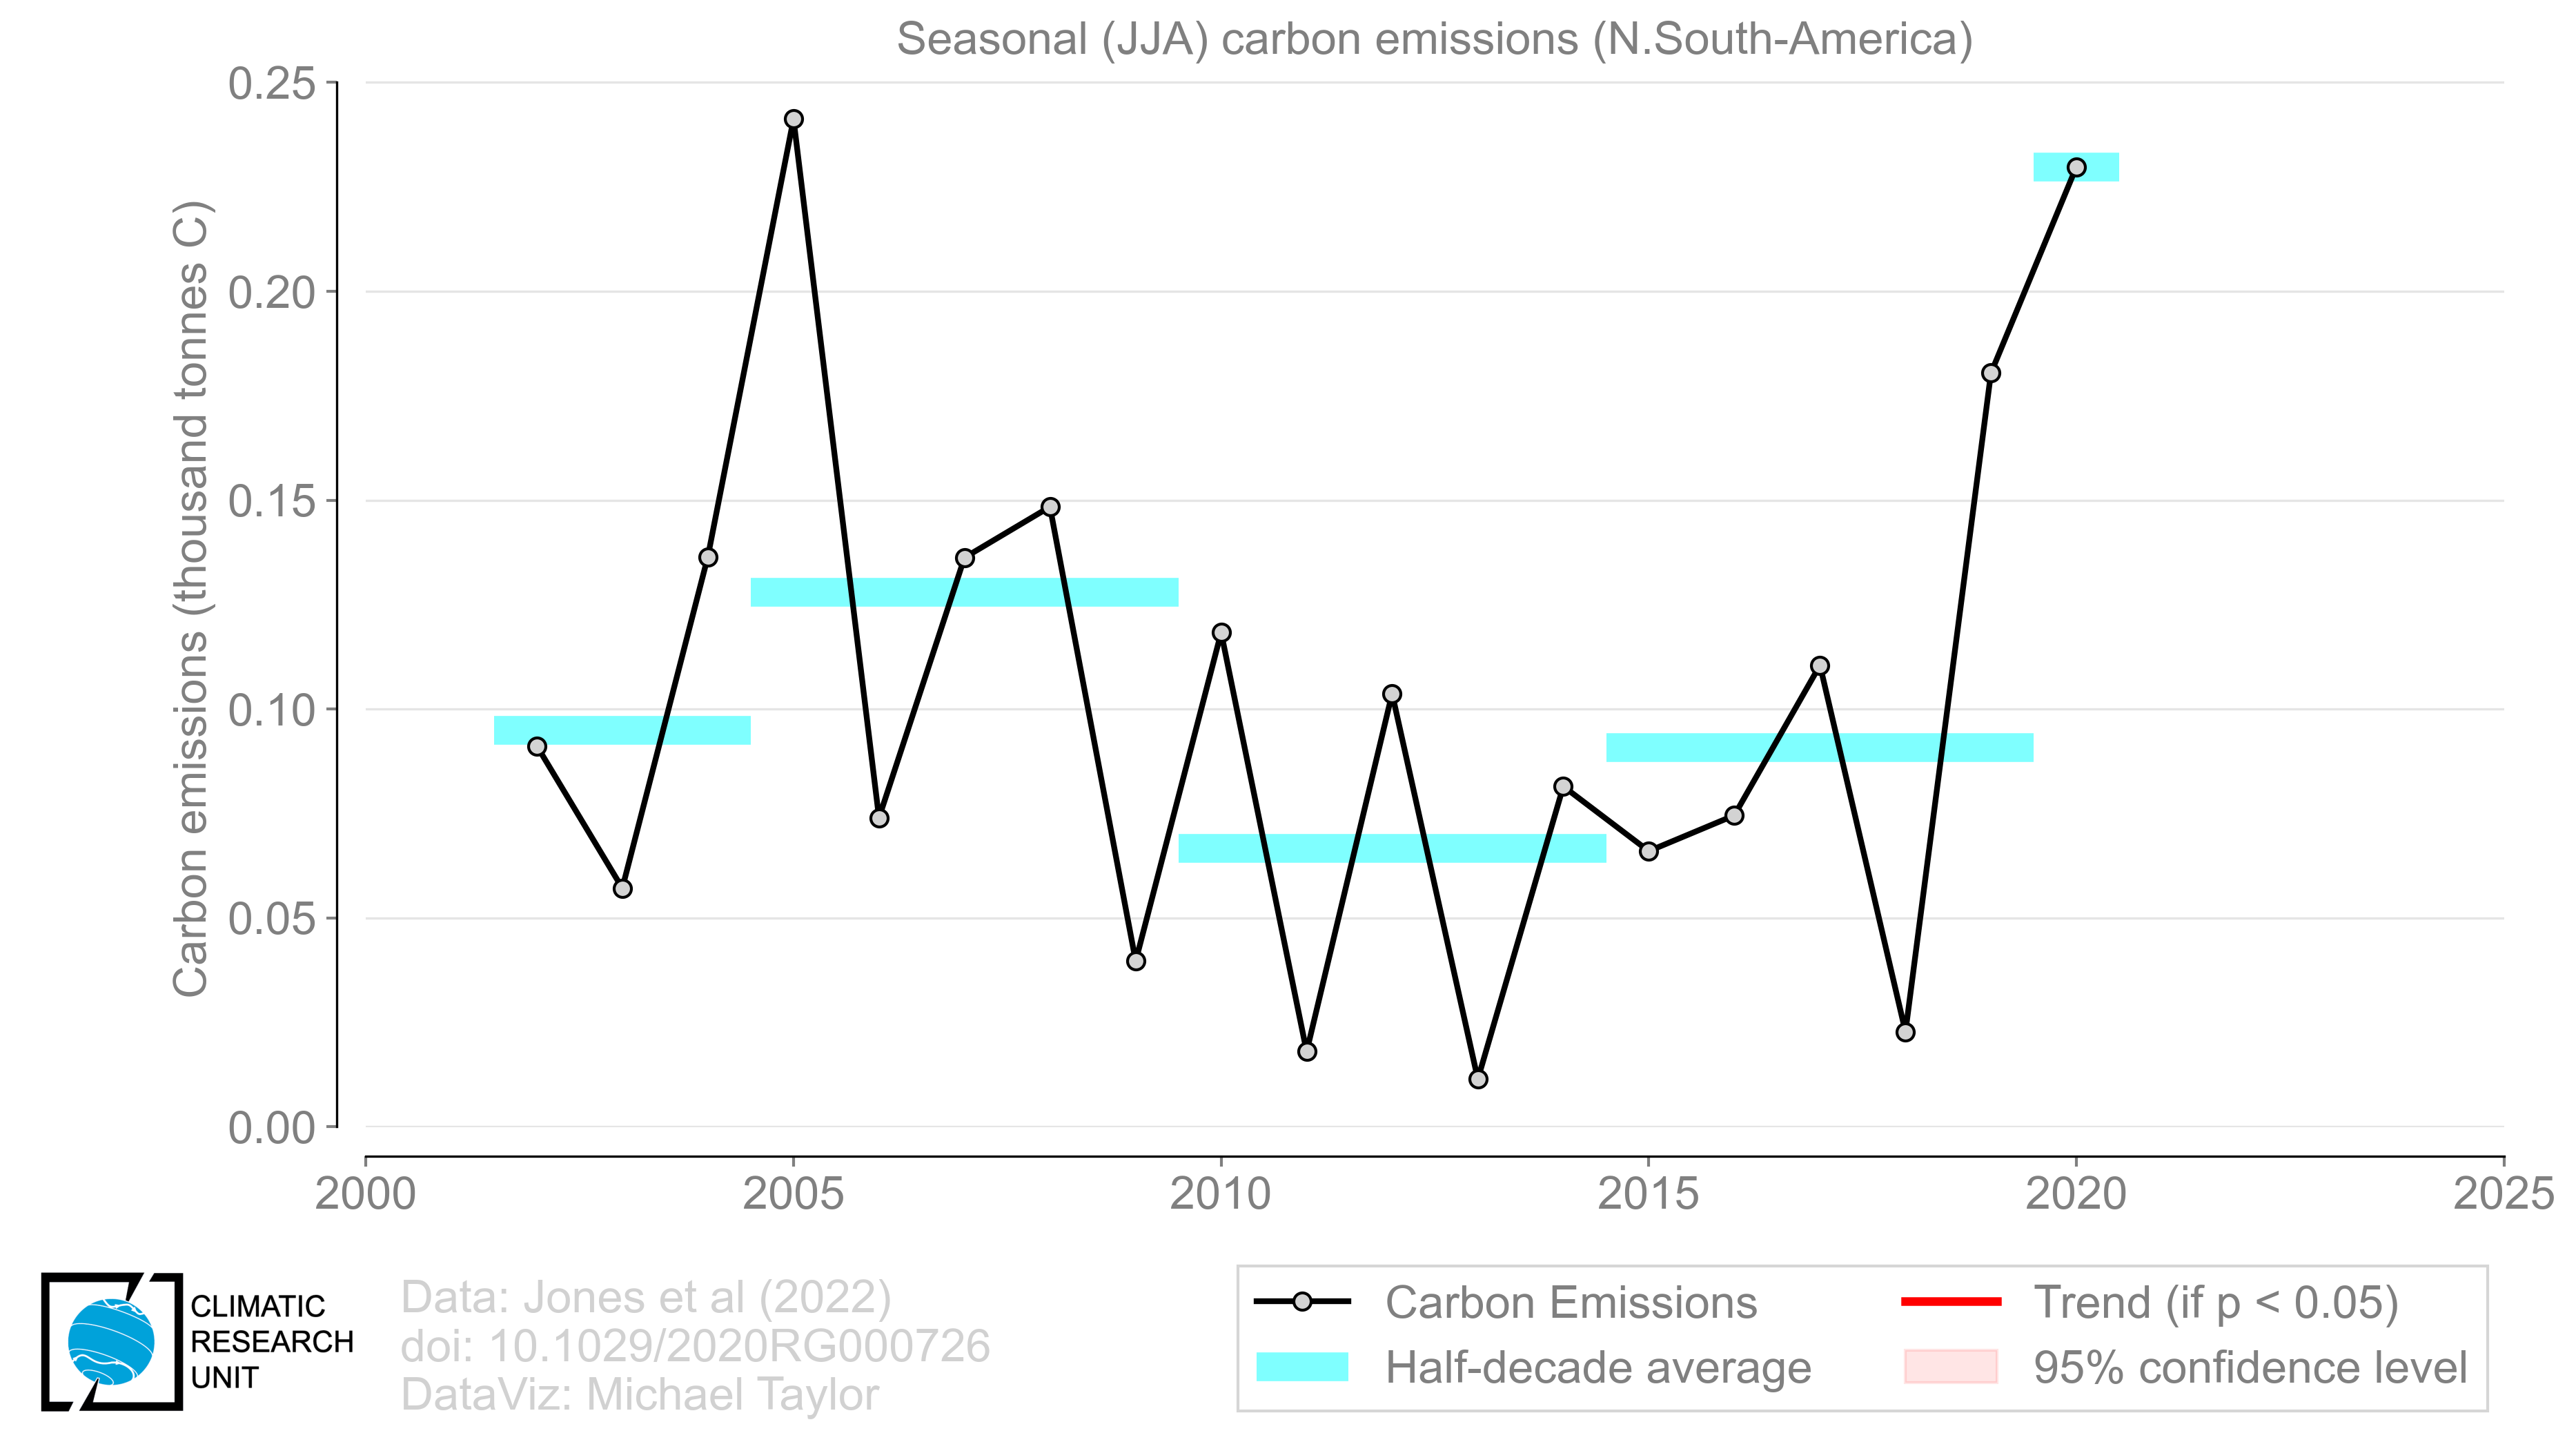 Seasonal (JJA) carbon emissions (N.South-America)
Carbon emissions (thousand tonnes C)
0.25
0.20
0.15
0.10
0.05
0.00
2000
2005
2010
2015
2020
2025
CLIMATIC
RESEARCH
UNIT
Data: Jones et al (2022)
doi: 10.1029/2020RG000726
DataViz: Michael Taylor
Carbon Emissions
Half-decade average
Trend (if p < 0.05)
95% confidence level